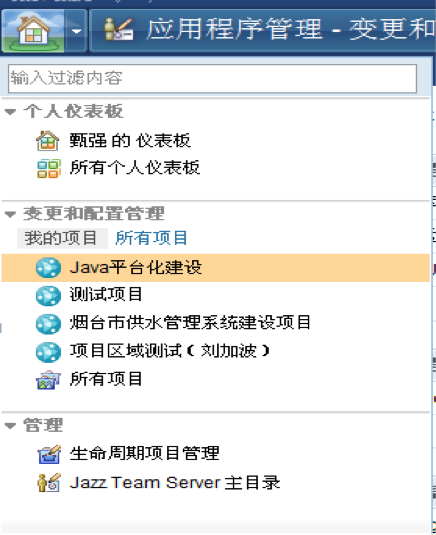 应用程序管理 - 变更和
输入过滤内容
个人仪表板
甄强 的 仪表板
所有个人仪表板
变更和配置管理
我的项目 所有项目
Java平台化建设
测试项目
烟台市供水管理系统建设项目
项目区域测试（刘加波）
所有项目
管理
生命周期项目管理
Jazz Team Server 主目录